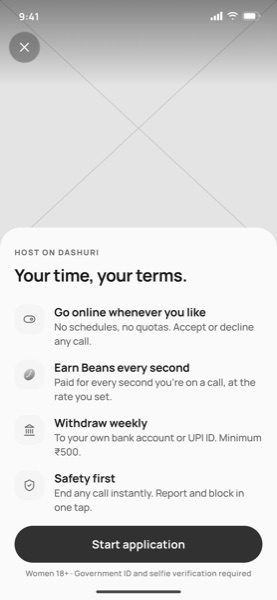 9:41
HOST ON DASHURI
Your time, your terms.
Go online whenever you like
No schedules, no quotas. Accept or decline
any call.
Earn Beans every second
Paid for every second you're on a call, at the
rate you set.
Withdraw weekly
To your own bank account or UPI ID. Minimum
₹500.
Safety first
End any call instantly. Report and block in
one tap.
Start application
Women 18+ · Government ID and selfie verification required